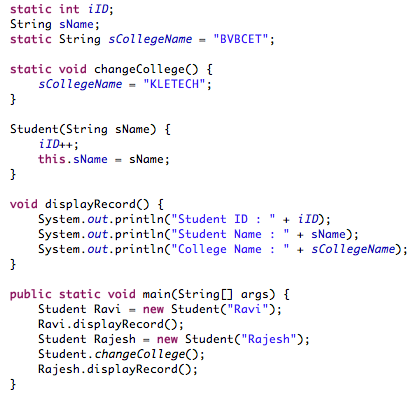 static int iID;
String sName;
static String sCollegeName = "BVBCET";
static void changeCollege() {
sCollegeName = "KLETECH";
}
Student(String sName) {
iID++;
this.sName = sName;
}
void displayRecord() {
System.out.println("Student ID : " + iID);
System.out.println("Student Name : " + sName);
System.out.println("College Name : " + sCollegeName);
}
public static void main(String[] args) {
Student Ravi = new Student("Ravi");
Ravi.displayRecord();
Student Rajesh = new Student("Rajesh");
Student.changeCollege();
Rajesh.displayRecord();
}